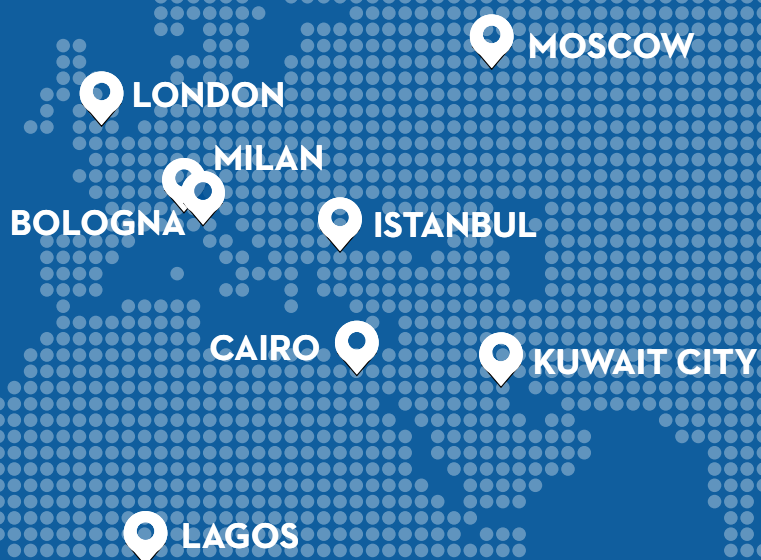 MOSCOW
LONDON
MILAN
BOLOGNA
ISTANBUL
CAIRO
KUWAIT CITY
LAGOS